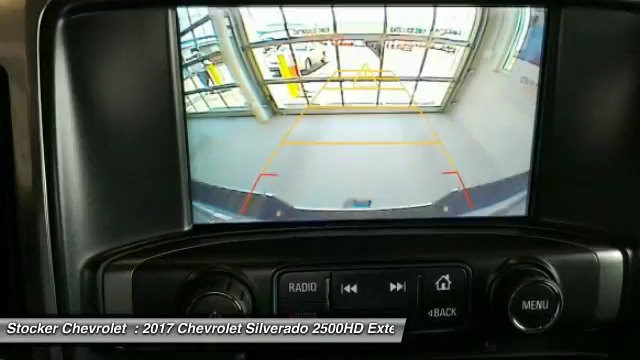 RADIO
BACK
MENU
Stocker Chevrolet : 2017 Chevrolet Silverado 2500HD Exte